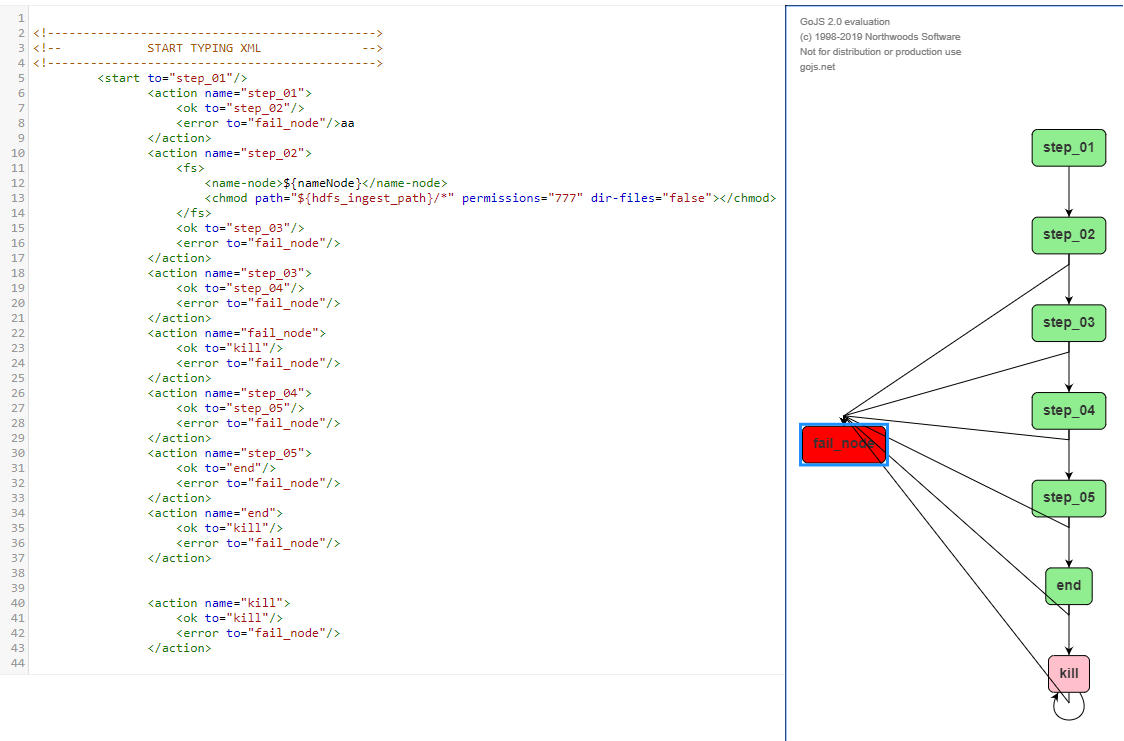 1
2 <!----------------------------------------------->
3 <!-- START TYPING XML -->
4 <!----------------------------------------------->
5 <start to="step_01"/>
6 <action name="step_01">
7 <ok to="step_02"/>
8 <error to="fail_node"/>aa
9 </action>
10 <action name="step_02">
11 <fs>
12 <name-node>${nameNode}</name-node>
13 <chmod path="${hdfs_ingest_path}/*" permissions="777" dir-files="false"></chmod>
14 </fs>
15 <ok to="step_03"/>
16 <error to="fail_node"/>
17 </action>
18 <action name="step_03">
19 <ok to="step_04"/>
20 <error to="fail_node"/>
21 </action>
22 <action name="fail_node">
23 <ok to="kill"/>
24 <error to="fail_node"/>
25 </action>
26 <action name="step_04">
27 <ok to="step_05"/>
28 <error to="fail_node"/>
29 </action>
30 <action name="step_05">
31 <ok to="end"/>
32 <error to="fail_node"/>
33 </action>
34 <action name="end">
35 <ok to="kill"/>
36 <error to="fail_node"/>
37 </action>
38
39
40 <action name="kill">
41 <ok to="kill"/>
42 <error to="fail_node"/>
43 </action>
44
GoJS 2.0 evaluation
(c) 1998-2019 Northwoods Software
Not for distribution or production use
gojs.net
step_01
step_02
step_03
step_04
fail_node
step_05
end
kill